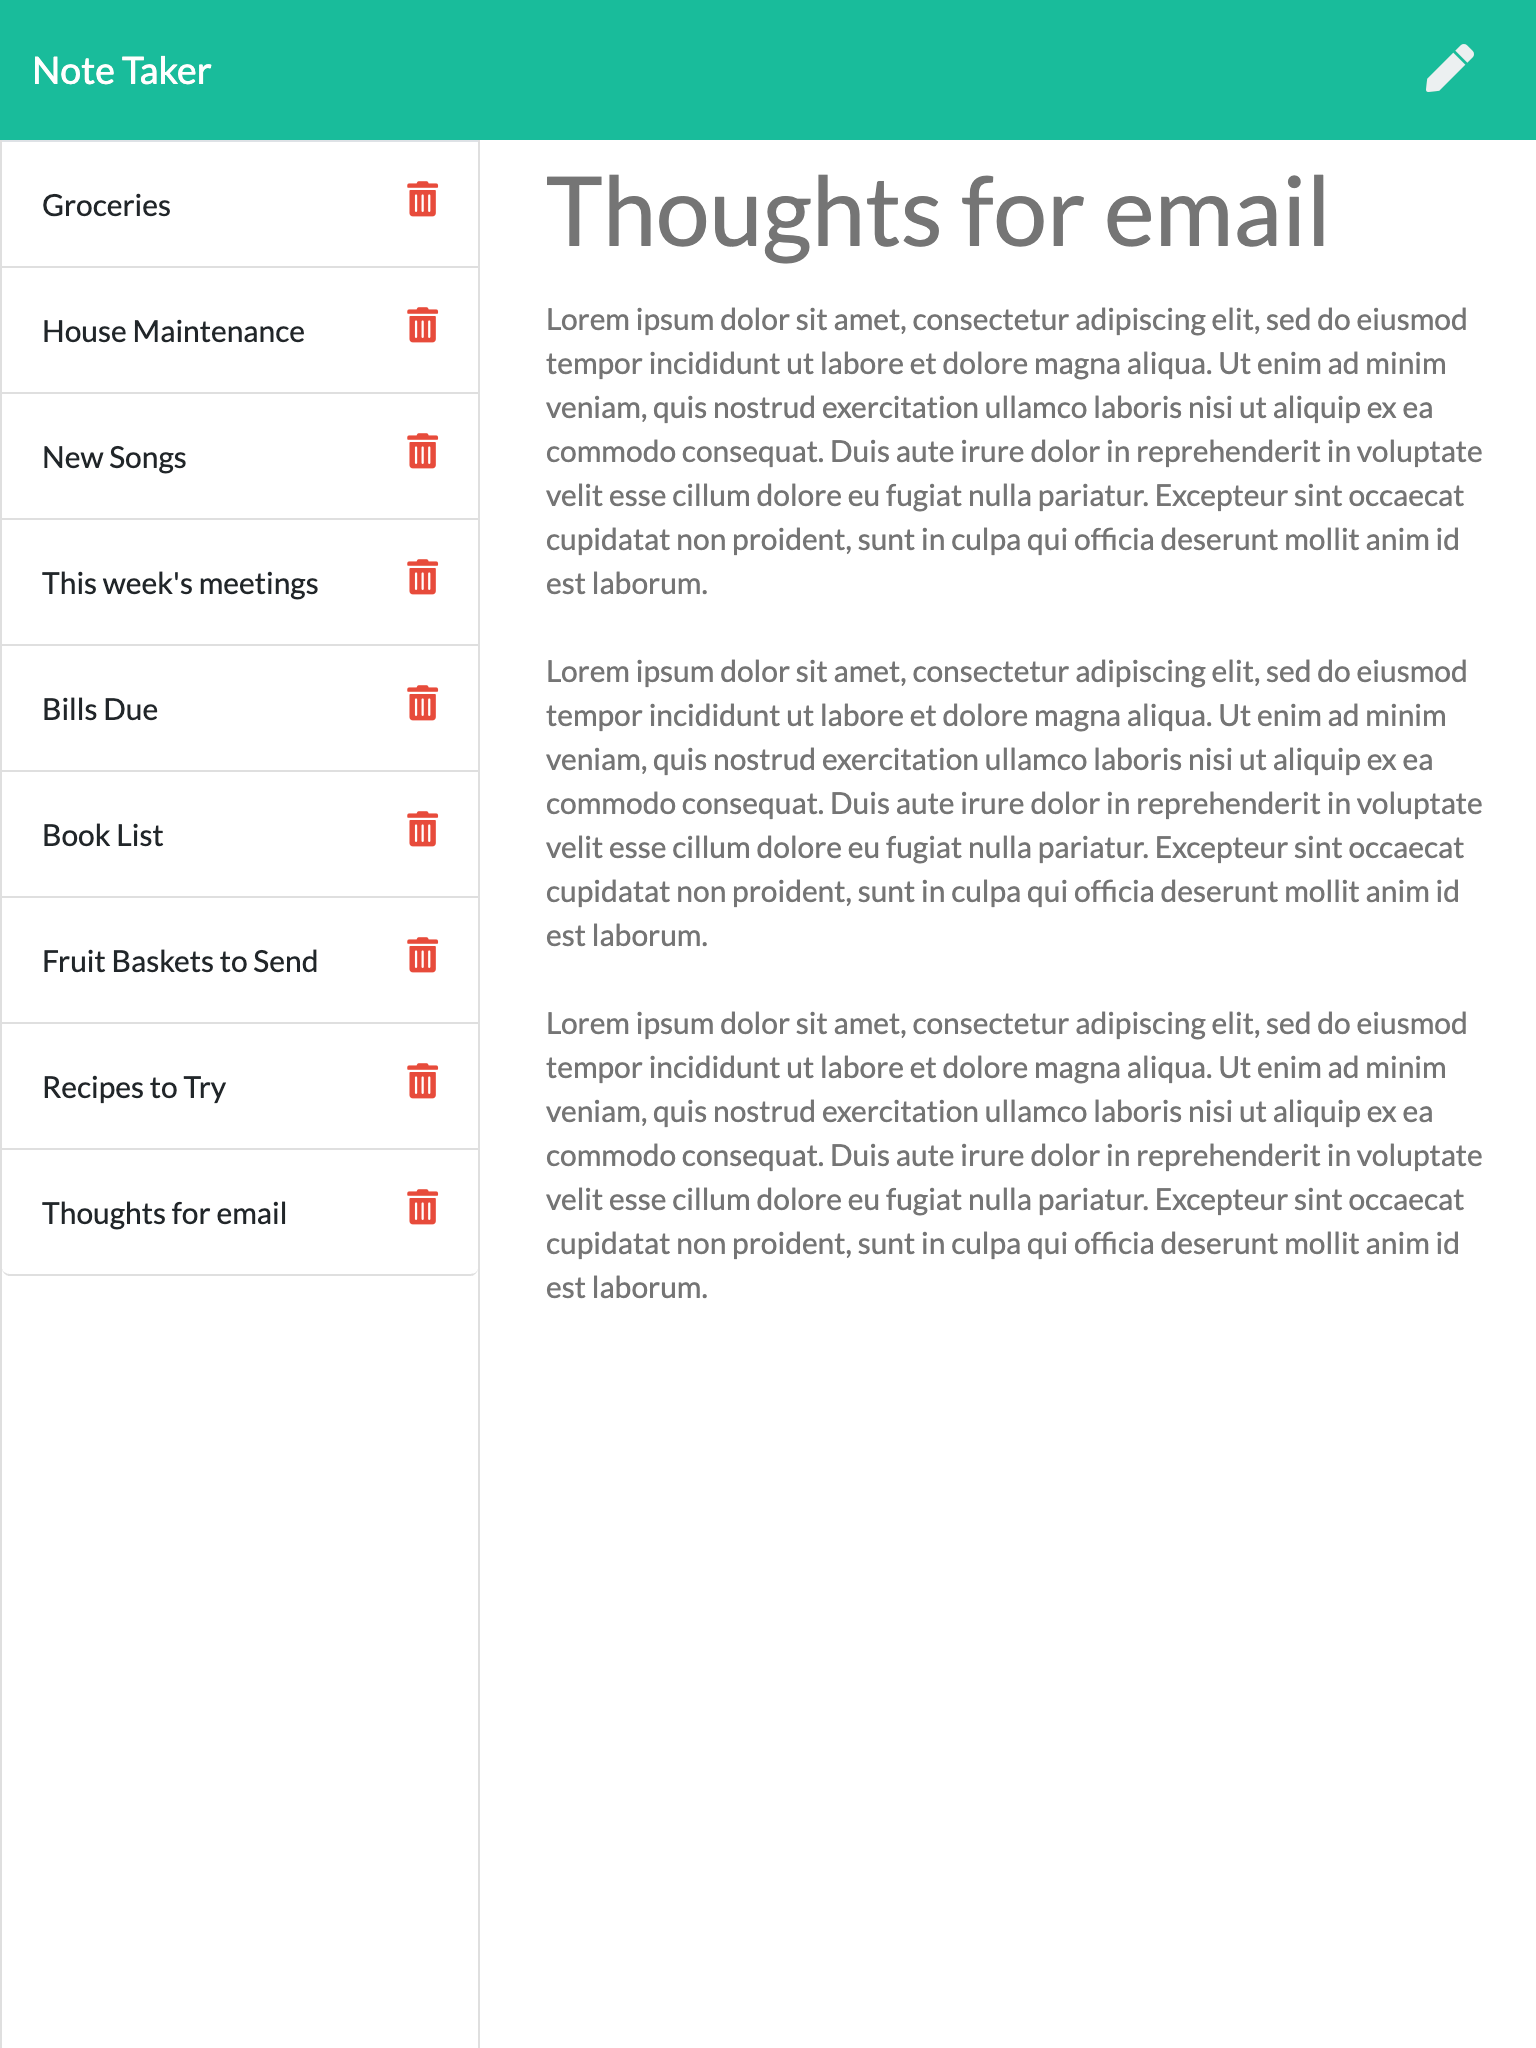 Note Taker
Groceries
House Maintenance
New Songs
This week's meetings
Bills Due
Book List
Fruit Baskets to Send
Recipes to Try
Thoughts for email
Thoughts for email
Lorem ipsum dolor sit amet, consectetur adipiscing elit, sed do eiusmod
tempor incididunt ut labore et dolore magna aliqua. Ut enim ad minim
veniam, quis nostrud exercitation ullamco laboris nisi ut aliquip ex ea
commodo consequat. Duis aute irure dolor in reprehenderit in voluptate
velit esse cillum dolore eu fugiat nulla pariatur. Excepteur sint occaecat
cupidatat non proident, sunt in culpa qui officia deserunt mollit anim id
est laborum.
Lorem ipsum dolor sit amet, consectetur adipiscing elit, sed do eiusmod
tempor incididunt ut labore et dolore magna aliqua. Ut enim ad minim
veniam, quis nostrud exercitation ullamco laboris nisi ut aliquip ex ea
commodo consequat. Duis aute irure dolor in reprehenderit in voluptate
velit esse cillum dolore eu fugiat nulla pariatur. Excepteur sint occaecat
cupidatat non proident, sunt in culpa qui officia deserunt mollit anim id
est laborum.
Lorem ipsum dolor sit amet, consectetur adipiscing elit, sed do eiusmod
tempor incididunt ut labore et dolore magna aliqua. Ut enim ad minim
veniam, quis nostrud exercitation ullamco laboris nisi ut aliquip ex ea
commodo consequat. Duis aute irure dolor in reprehenderit in voluptate
velit esse cillum dolore eu fugiat nulla pariatur. Excepteur sint occaecat
cupidatat non proident, sunt in culpa qui officia deserunt mollit anim id
est laborum.